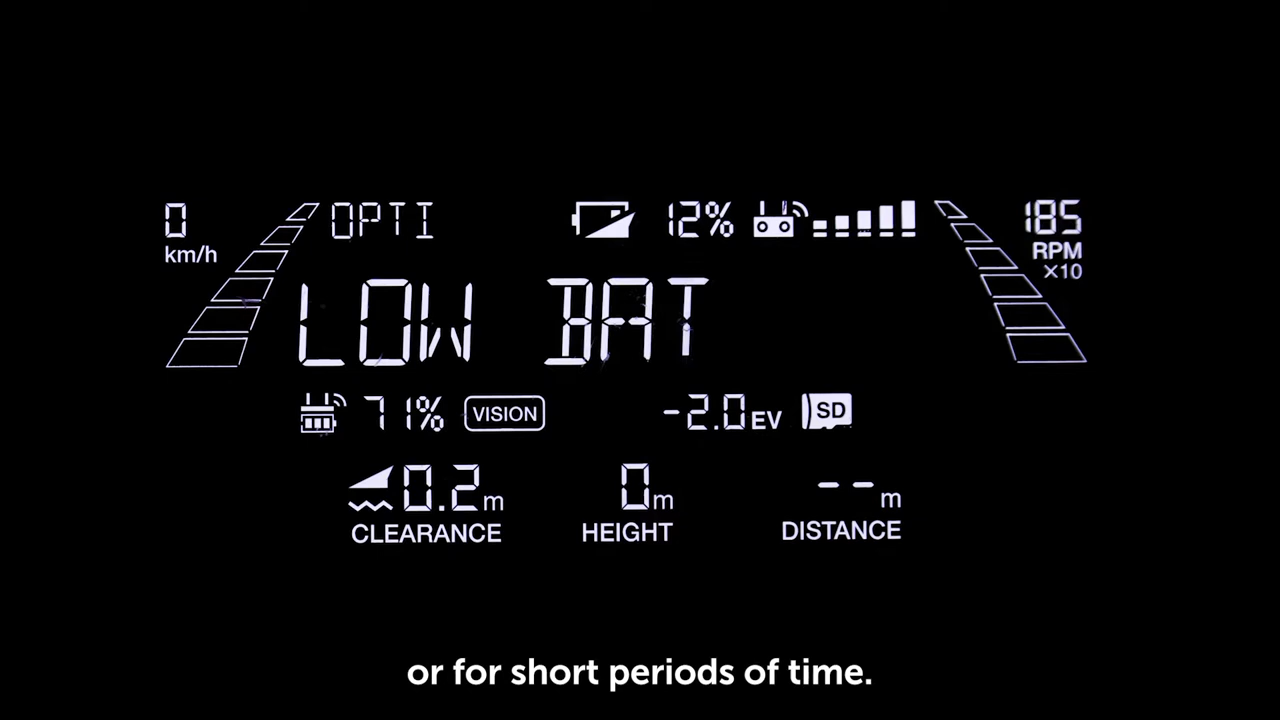 0 OPTI 12% 185
km/h RPM
×10
LOW BAT
71% VISION -2.0EV SD
0.2m 0m --m
CLEARANCE HEIGHT DISTANCE
or for short periods of time.